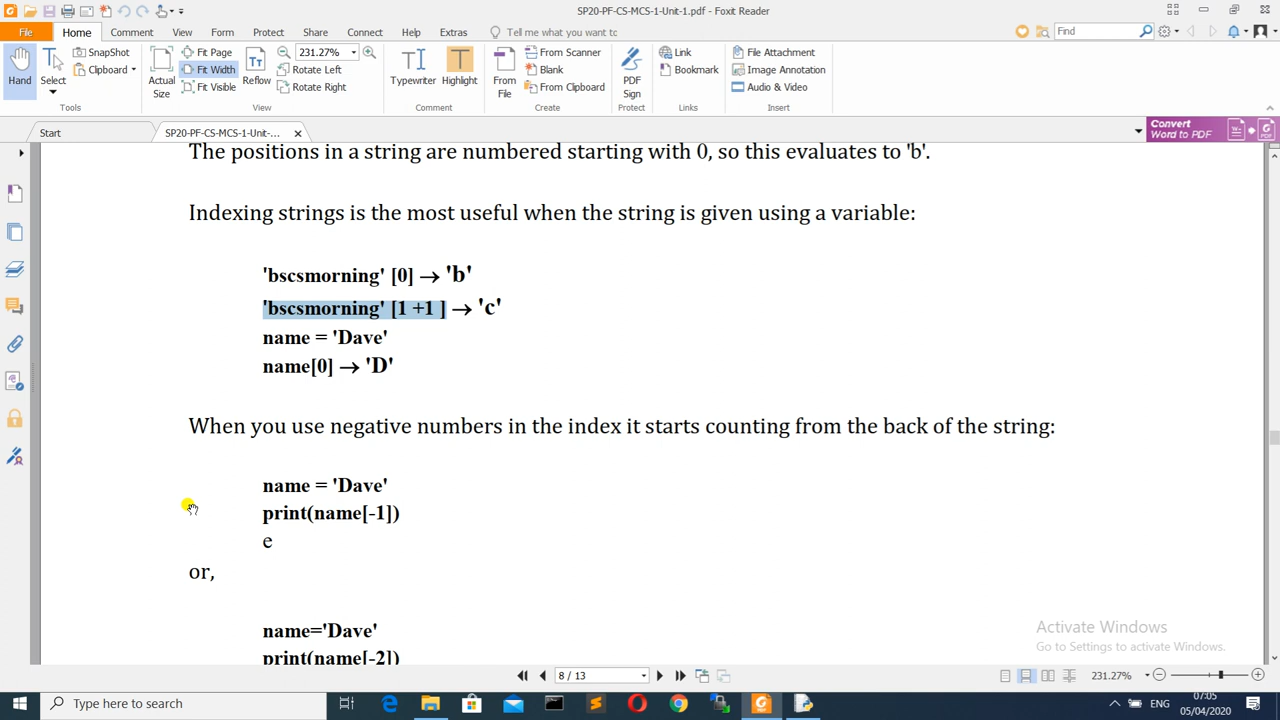 SP20-PF-CS-MCS-1-Unit-1.pdf - Foxit Reader
File Home Comment View Form Protect Share Connect Help Extras Tell me what you want to Find
Hand
Select
SnapShot
Clipboard
Tools
Actual Size
Fit Page
Fit Width
Fit Visible
Reflow
231.27%
Rotate Left
Rotate Right
View
Typewriter
Highlight
Comment
From File
From Scanner
Blank
From Clipboard
Create
PDF Sign
Protect
Link
Bookmark
Links
File Attachment
Image Annotation
Audio & Video
Insert
Start
SP20-PF-CS-MCS-1-Unit-...
Convert
Word to PDF
The positions in a string are numbered starting with 0, so this evaluates to 'b'.
Indexing strings is the most useful when the string is given using a variable:
'bscsmorning' [0] → 'b'
'bscsmorning' [1 +1 ] → 'c'
name = 'Dave'
name[0] → 'D'
When you use negative numbers in the index it starts counting from the back of the string:
name = 'Dave'
print(name[-1])
e
or,
name='Dave'
print(name[-2])
Activate Windows
Go to Settings to activate Windows.
8 / 13
231.27%
Type here to search
ENG
07:05
05/04/2020